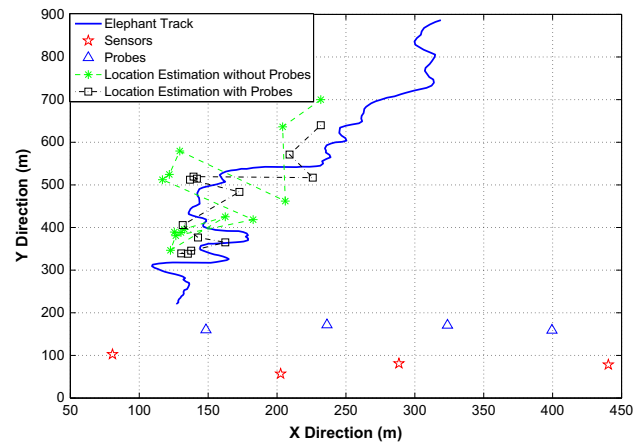 900
800
700
600
500
400
300
200
100
0
Y Direction (m)
Elephant Track
Sensors
Probes
Location Estimation without Probes
Location Estimation with Probes
50 100 150 200 250 300 350 400 450
X Direction (m)